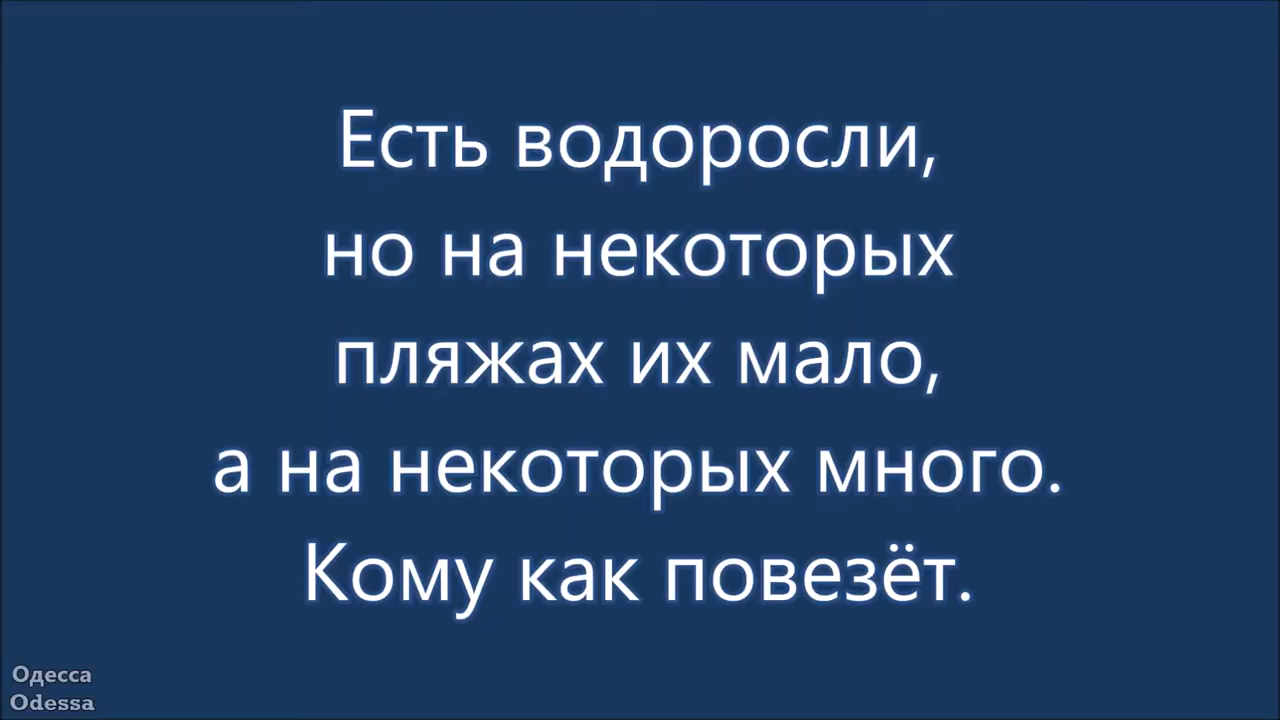 Есть водоросли,
но на некоторых
пляжах их мало,
а на некоторых много.
Кому как повезёт.
Одесса
Odessa